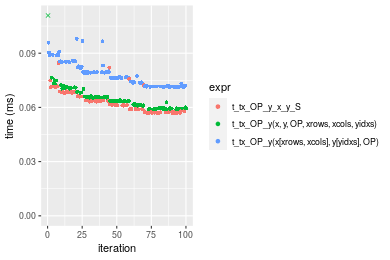 0.09
0.06
0.03
0.00
time (ms)
0
25
50
75
100
iteration
expr
t_tx_OP_y_x_y_S
t_tx_OP_y(x, y, OP, xrows, xcols, yidxs)
t_tx_OP_y(x[xrows, xcols], y[yidxs], OP)